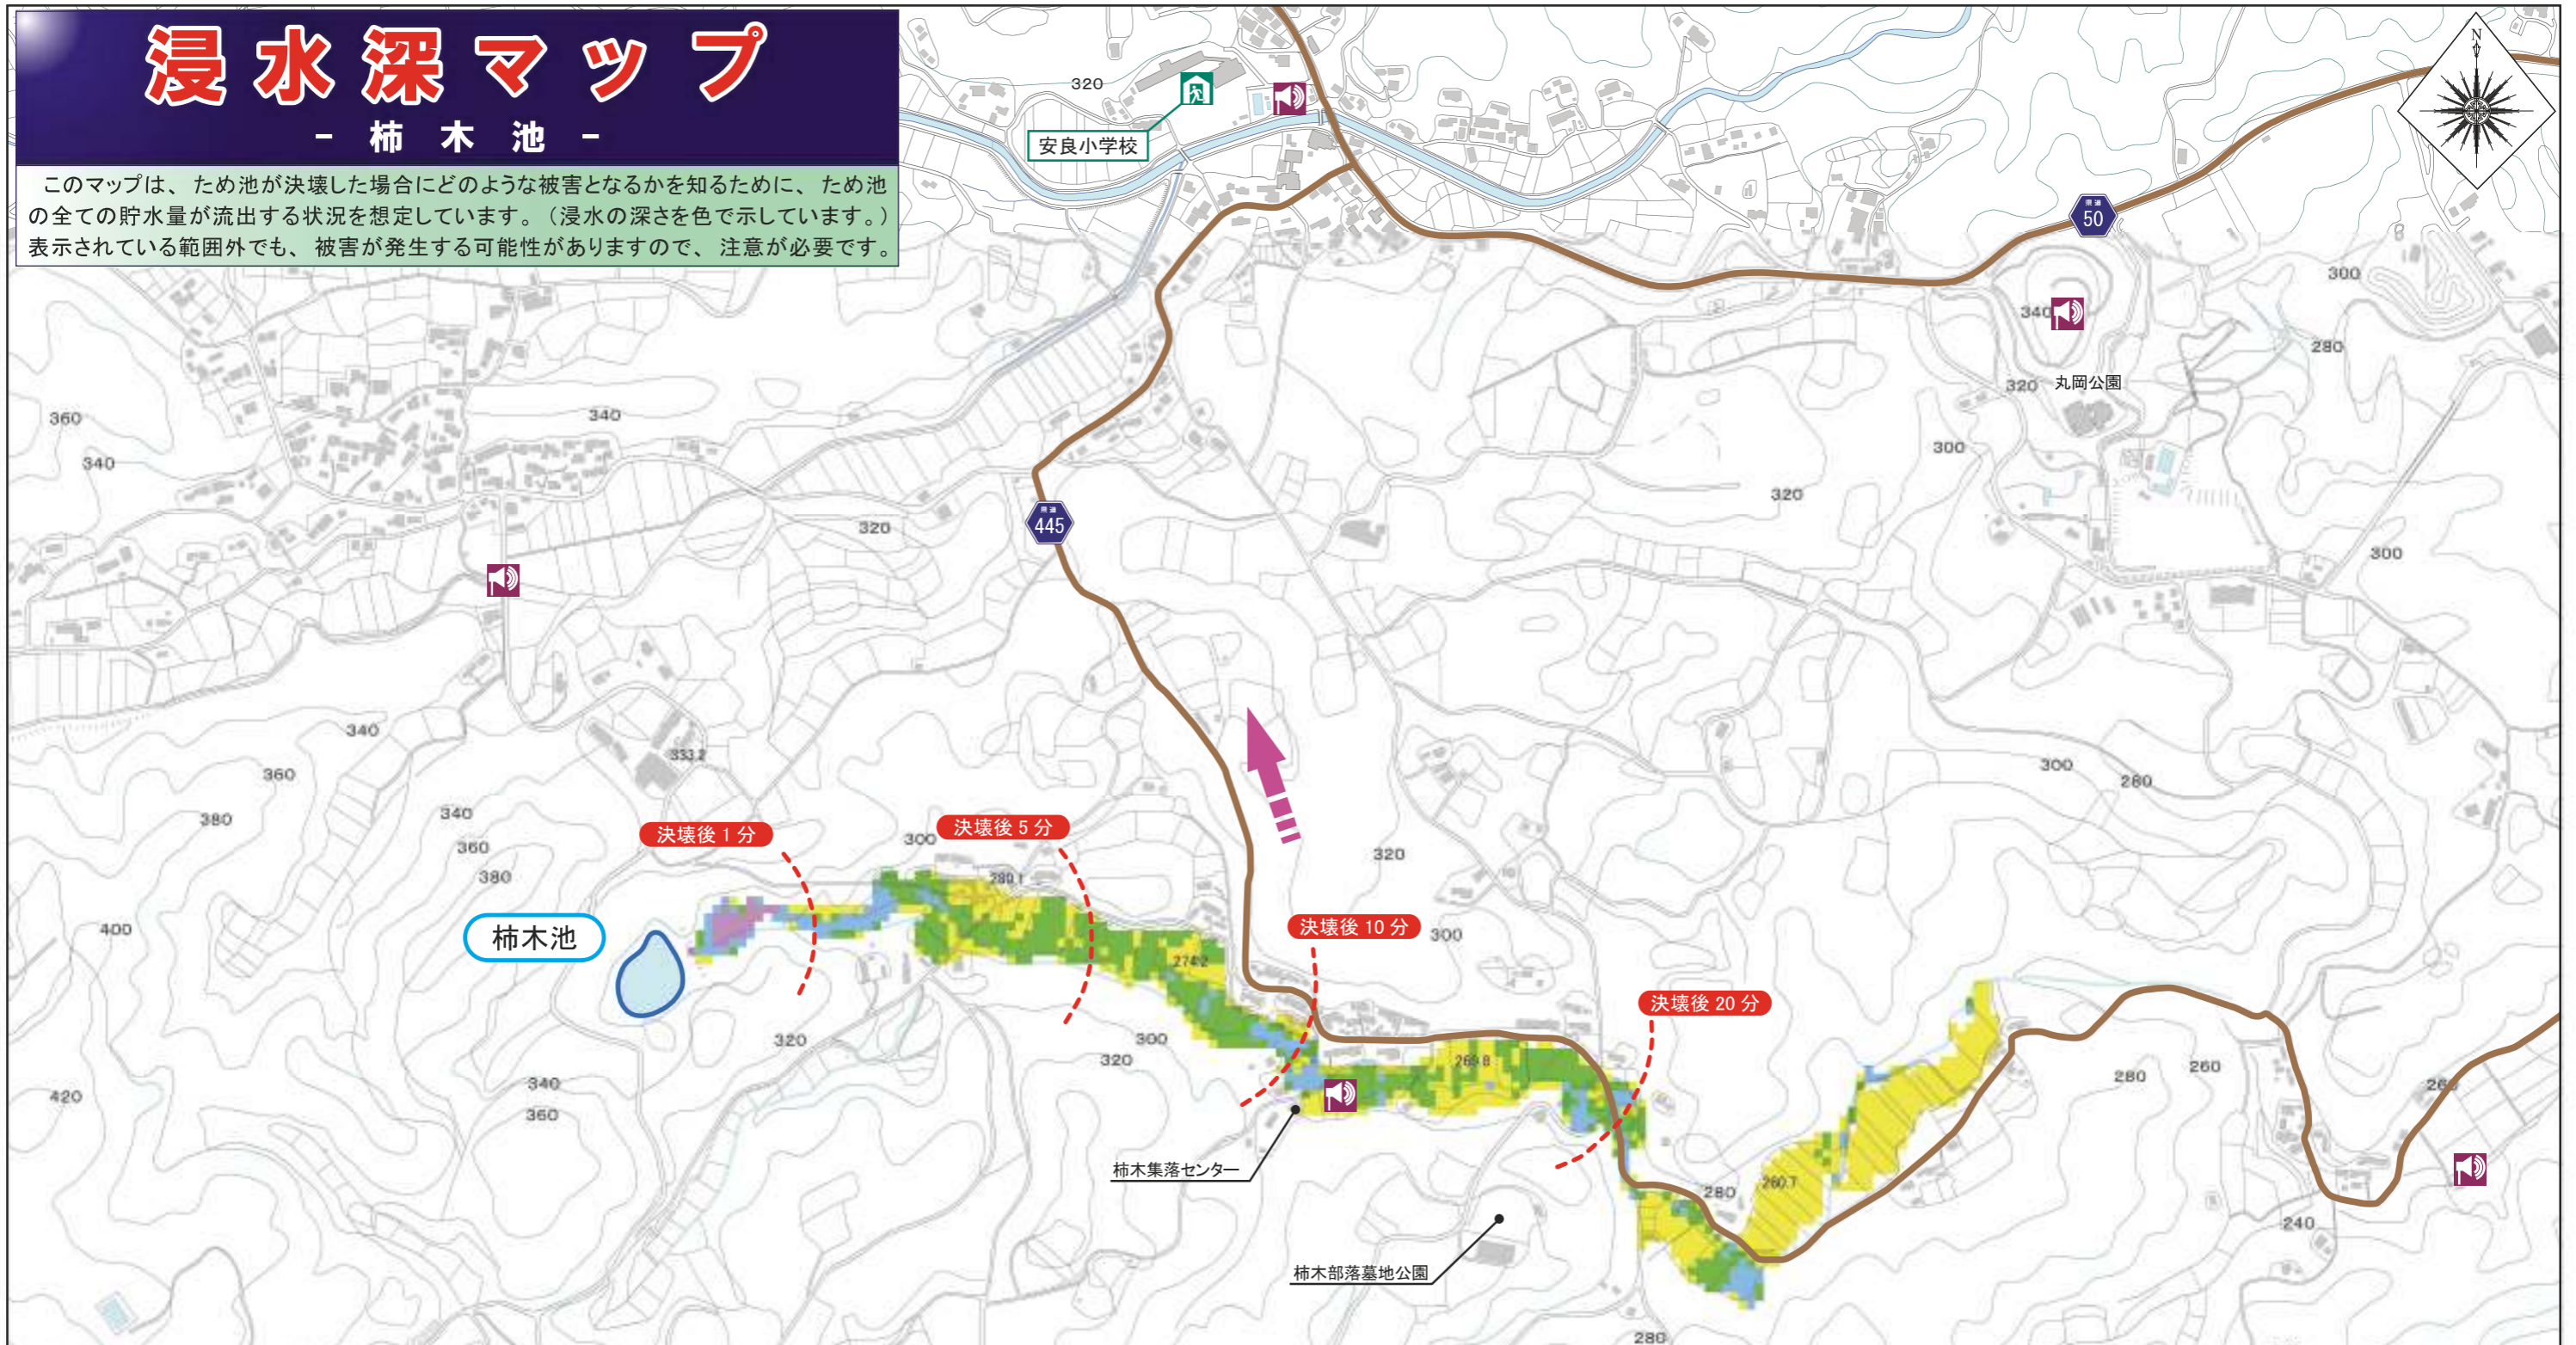 浸水深マップ
- 柿木池 -
このマップは、ため池が決壊した場合にどのような被害となるかを知るために、ため池
の全ての貯水量が流出する状況を想定しています。（浸水の深さを色で示しています。）
表示されている範囲外でも、被害が発生する可能性がありますので、注意が必要です。
N
320
安良小学校
県道
50
300
340
280
320
丸岡公園
360
340
340
300
320
320
県道
445
300
340
333.2
360
300
280
380
340
決壊後1分
決壊後5分
300
360
320
380
289.1
400
柿木池
決壊後10分
300
274.2
決壊後20分
320
300
320
269.8
340
280
260
260
420
360
柿木集落センター
280
260.7
240
柿木部落墓地公園
280